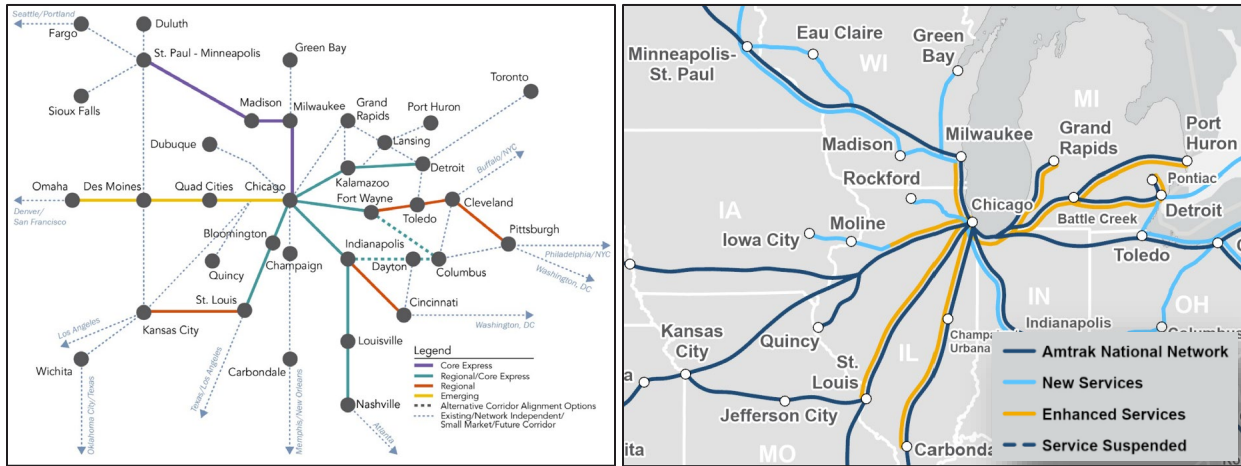 Seattle/Portland
Fargo
Duluth
St. Paul - Minneapolis
Green Bay
Toronto
Sioux Falls
Madison
Milwaukee
Grand
Rapids
Port Huron
Lansing
Dubuque
Detroit
Buffalo/NYC
Kalamazoo
Omaha
Des Moines
Quad Cities
Chicago
Fort Wayne
Cleveland
Denver/
San Francisco
Toledo
Bloomington
Indianapolis
Pittsburgh
Quincy
Champaign
Dayton
Columbus
Philadelphia/NYC
Washington, DC
St. Louis
Cincinnati
Kansas City
Washington, DC
Los Angeles
Louisville
Wichita
Texas/Los Angeles
Carbondale
Oklahoma City/Texas
Memphis/New Orleans
Nashville
Atlanta
Legend
Core Express
Regional/Core Express
Regional
Emerging
Alternative Corridor Alignment Options
Existing/Network Independent/
Small Market/Future Corridor
Eau Claire
Green
Bay
Minneapolis-
St. Paul
WI
MI
Milwaukee
Grand
Rapids
Port
Huron
Madison
Rockford
Pontiac
Chicago
IA
Moline
Battle Creek
Detroit
Iowa City
Toledo
IN
OH
Indianapolis
Columbus
Kansas
City
Quincy
Champaign
Urbana
St.
Louis
IL
Jefferson City
MO
Carbonda
Amtrak National Network
New Services
Enhanced Services
Service Suspended